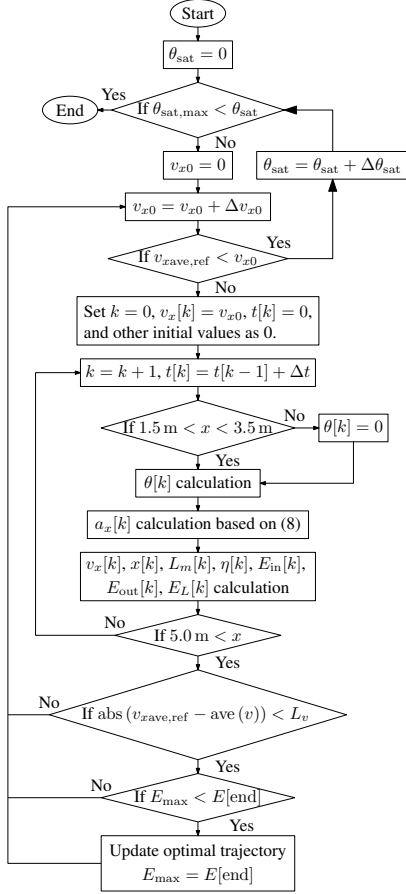 Start
θ_sat = 0
If θ_sat,max < θ_sat
Yes
End
No
v_x0 = 0
θ_sat = θ_sat + Δθ_sat
v_x0 = v_x0 + Δv_x0
If v_xave,ref < v_x0
Yes
No
Set k = 0, v_x[k] = v_x0, t[k] = 0,
and other initial values as 0.
k = k + 1, t[k] = t[k − 1] + Δt
If 1.5 m < x < 3.5 m
No
θ[k] = 0
Yes
θ[k] calculation
a_x[k] calculation based on (8)
v_x[k], x[k], L_m[k], η[k], E_in[k],
E_out[k], E_L[k] calculation
No
If 5.0 m < x
Yes
No
If abs (v_xave,ref − ave (v)) < L_v
Yes
No
If E_max < E[end]
Yes
Update optimal trajectory
E_max = E[end]